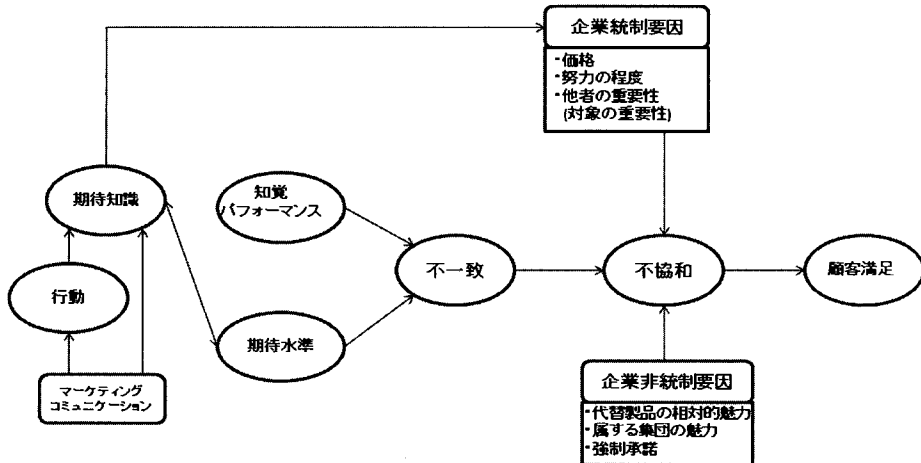 企業統制要因
・価格
・努力の程度
・他者の重要性
(対象の重要性)
期待知識
知覚
パフォーマンス
不一致
不協和
顧客満足
行動
期待水準
マーケティング
コミュニケーション
企業非統制要因
・代替製品の相対的魅力
・属する集団の魅力
・強制承諾